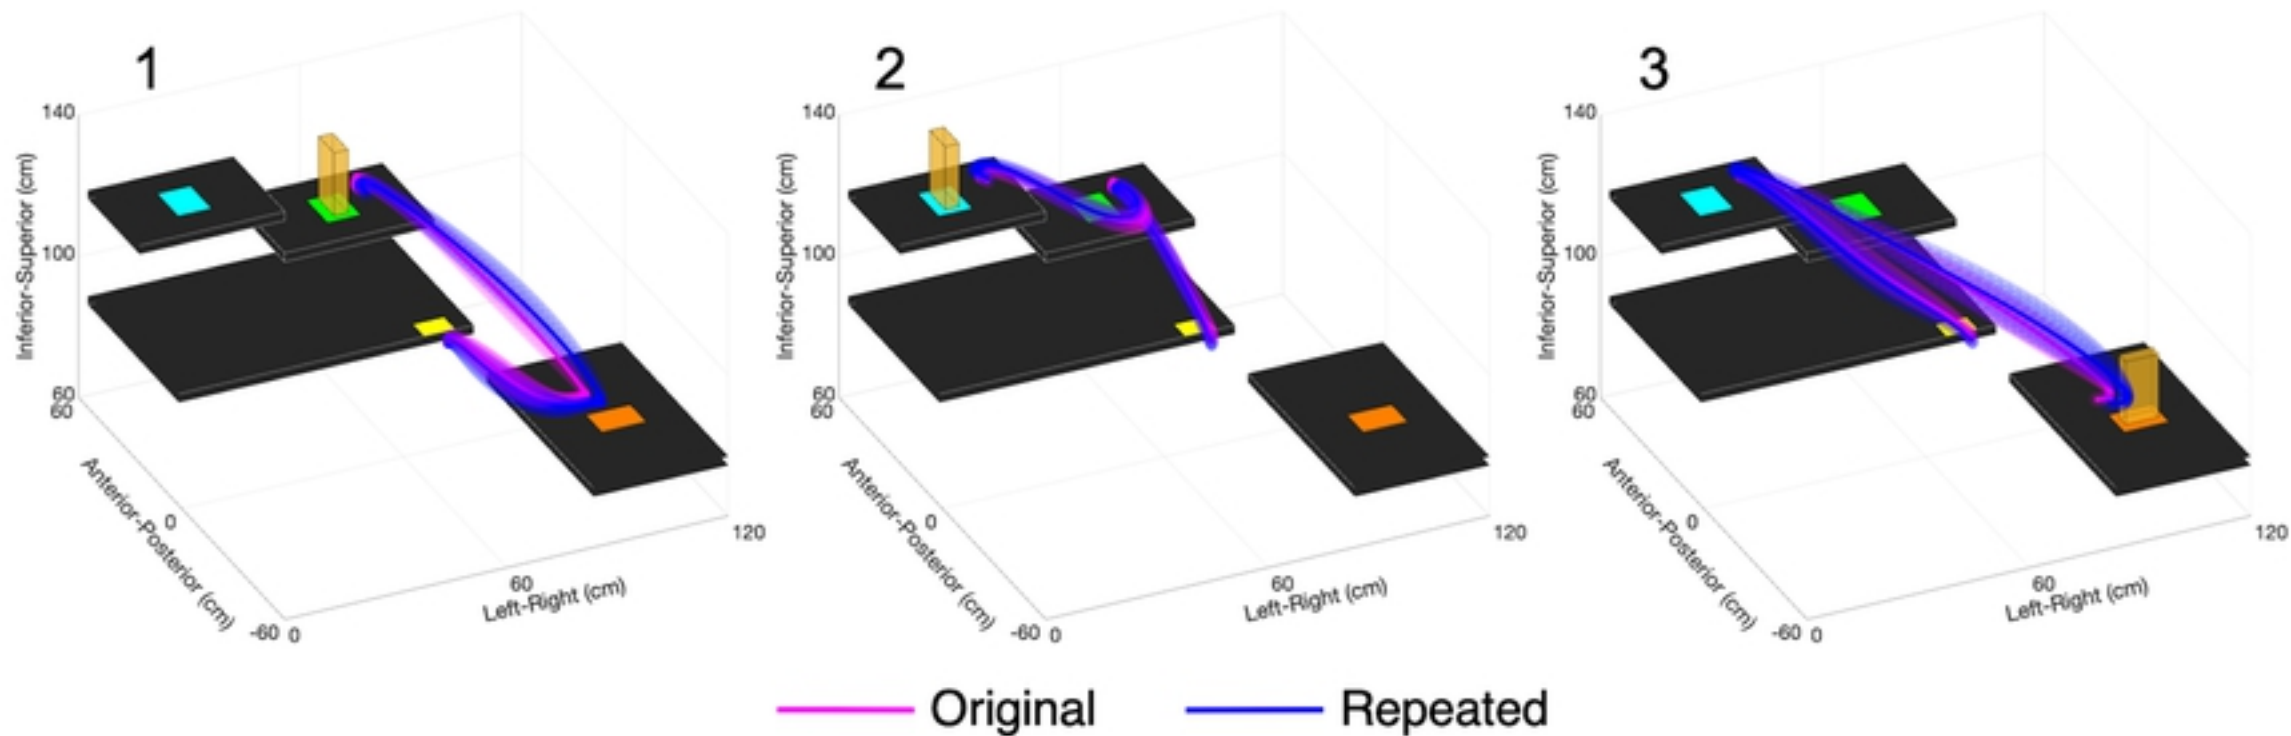 1
140
100
60
60
Inferior-Superior (cm)
Anterior-Posterior (cm)
0
-60
0
60
Left-Right (cm)
120
2
140
100
60
60
Inferior-Superior (cm)
Anterior-Posterior (cm)
0
-60
0
60
Left-Right (cm)
120
3
140
100
60
60
Inferior-Superior (cm)
Anterior-Posterior (cm)
0
-60
0
60
Left-Right (cm)
120
Original
Repeated